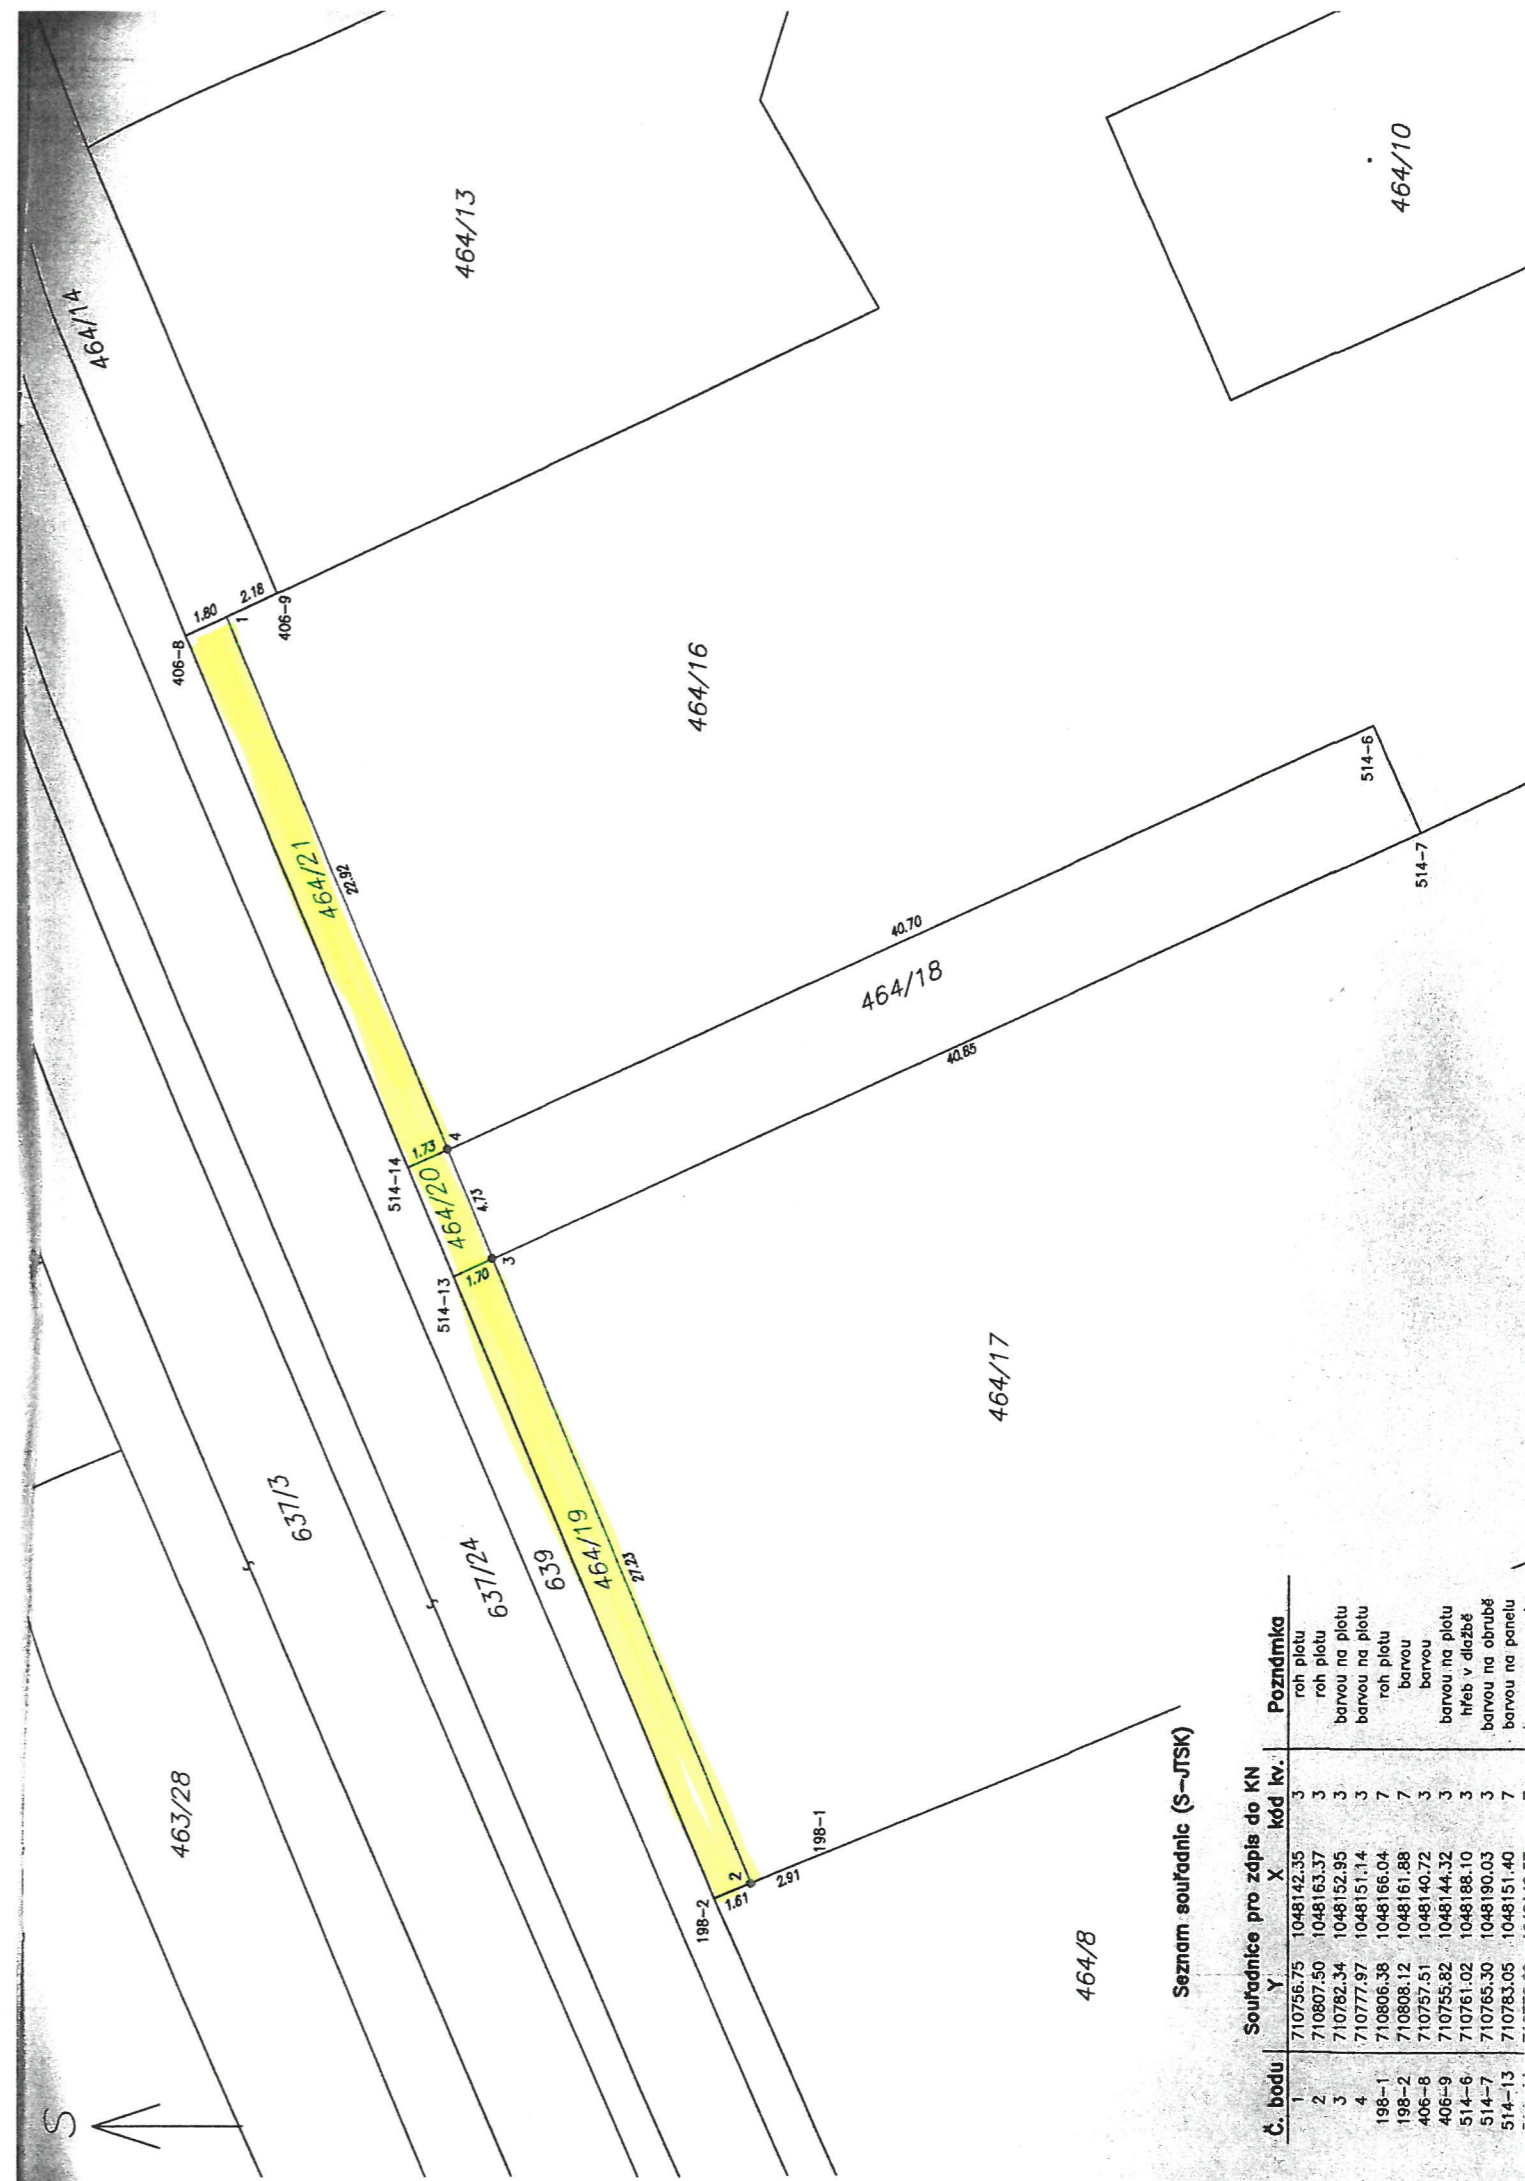 S
463/28
637/3
637/24
639
464/14
464/13
464/10
464/16
464/17
464/18
464/8
464/19
464/20
464/21
406-8
1.80
1
2.18
406-9
22.92
514-14
1.73
4
4.73
514-13
1.70
3
40.70
40.85
514-6
514-7
27.23
198-2
1.61
2
2.91
198-1
Seznam souřadnic (S-JTSK)
Souřadnice pro zápis do KN
Č. bodu Y X kód kv. Poznámka
1 710756.75 1048142.35 3 roh plotu
2 710807.50 1048163.37 3 roh plotu
3 710782.34 1048152.95 3 barvou na plotu
4 710777.97 1048151.14 3 barvou na plotu
198-1 710806.38 1048166.04 7 roh plotu
198-2 710808.12 1048161.88 7 barvou
406-8 710757.51 1048140.72 3 barvou
406-9 710755.82 1048144.32 3 barvou na plotu
514-6 710761.02 1048188.10 3 hřeb v dlažbě
514-7 710765.30 1048190.03 3 barvou na obrubě
514-13 710783.05 1048151.40 7 barvou na panelu